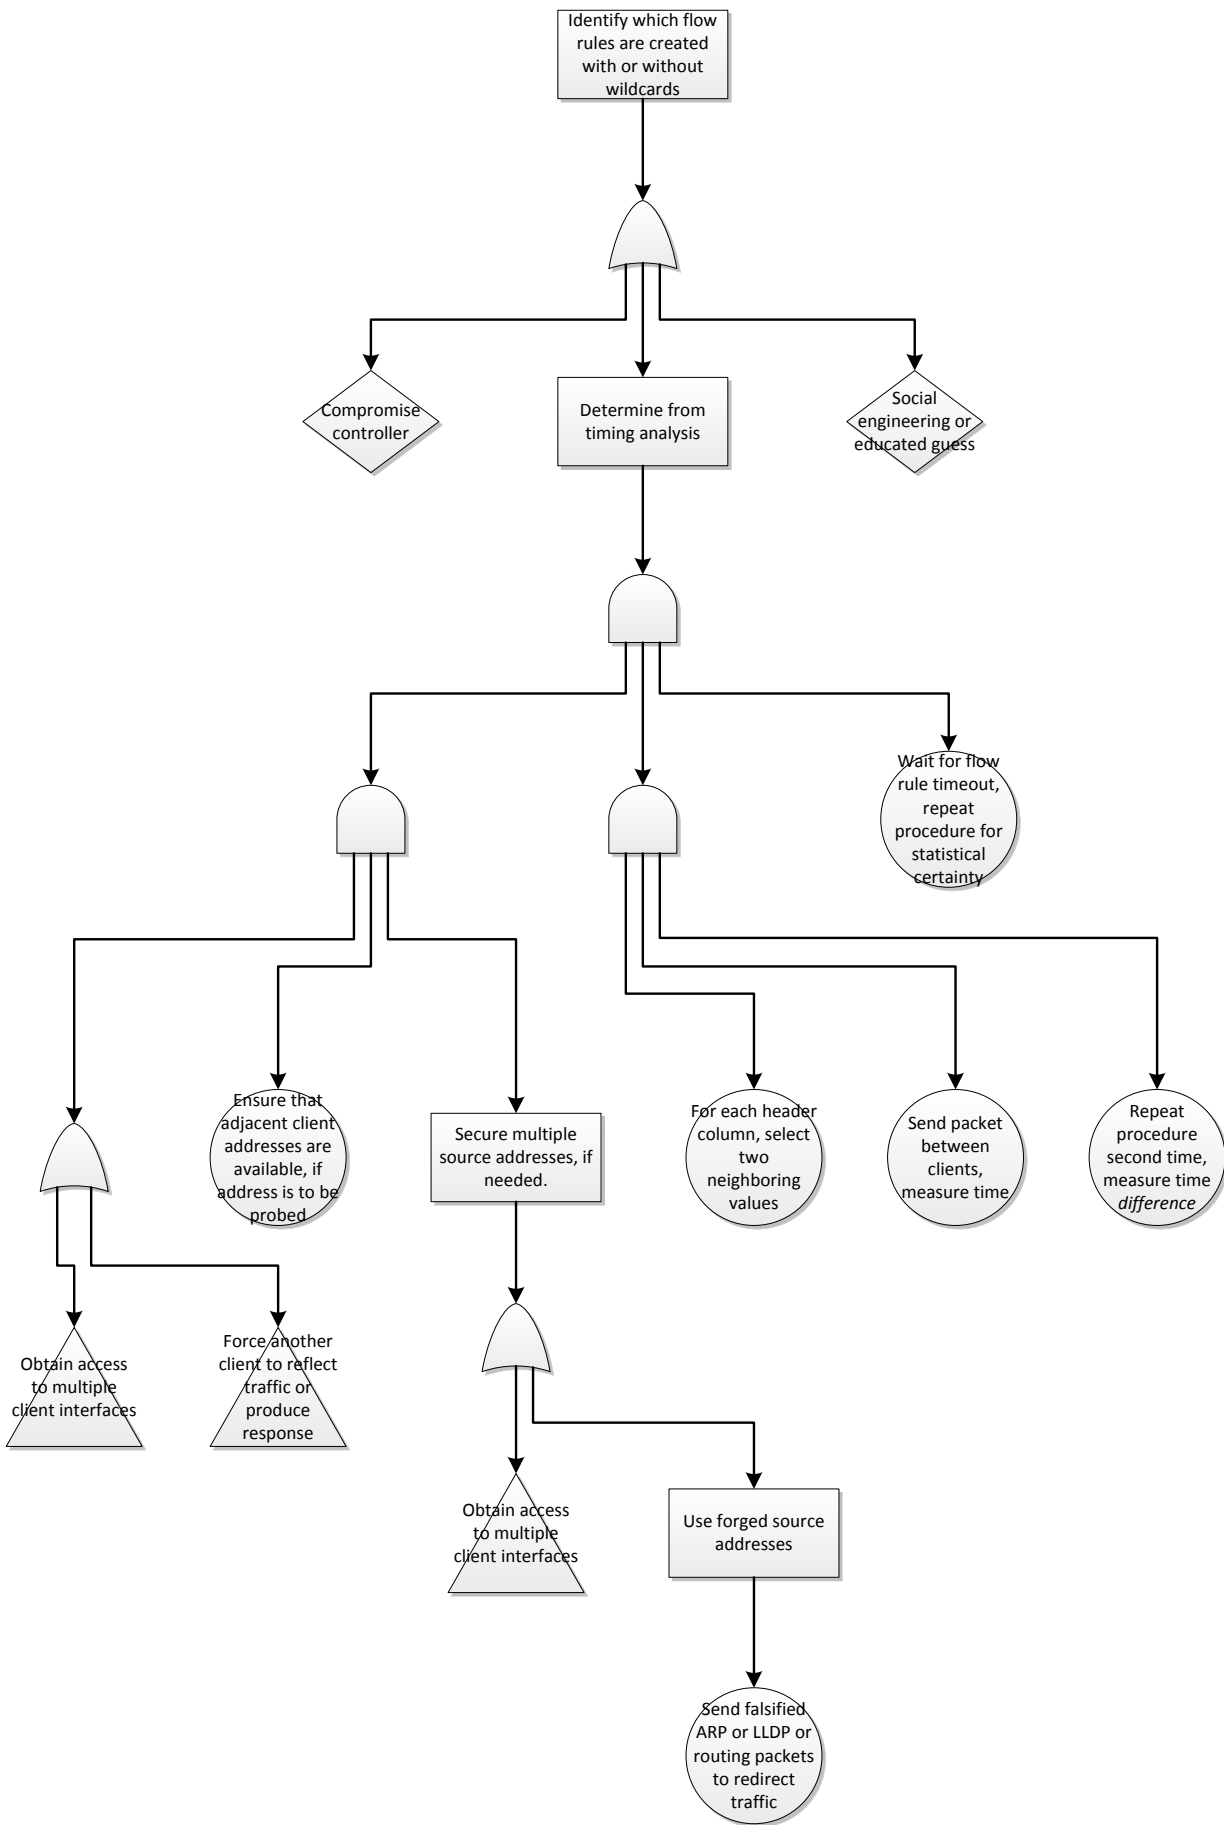 Identify which flow
rules are created
with or without
wildcards
Compromise
controller
Determine from
timing analysis
Social
engineering or
educated guess
Wait for flow
rule timeout,
repeat
procedure for
statistical
certainty
Ensure that
adjacent client
addresses are
available, if
address is to be
probed
Secure multiple
source addresses, if
needed.
For each header
column, select
two
neighboring
values
Send packet
between
clients,
measure time
Repeat
procedure
second time,
measure time
difference
Obtain access
to multiple
client interfaces
Force another
client to reflect
traffic or
produce
response
Obtain access
to multiple
client interfaces
Use forged source
addresses
Send falsified
ARP or LLDP or
routing packets
to redirect
traffic